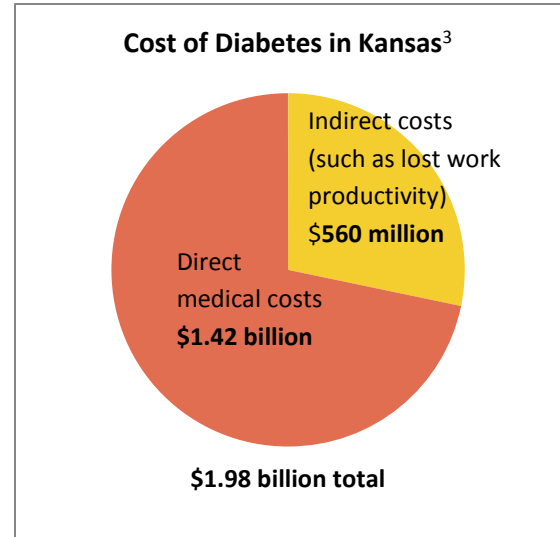 Cost of Diabetes in Kansas³
Indirect costs
(such as lost work
productivity)
$560 million
Direct
medical costs
$1.42 billion
$1.98 billion total